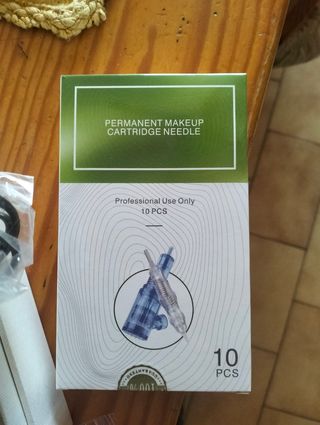 PERMANENT MAKEUP
CARTRIDGE NEEDLE
Professional Use Only
10 PCS
10
PCS